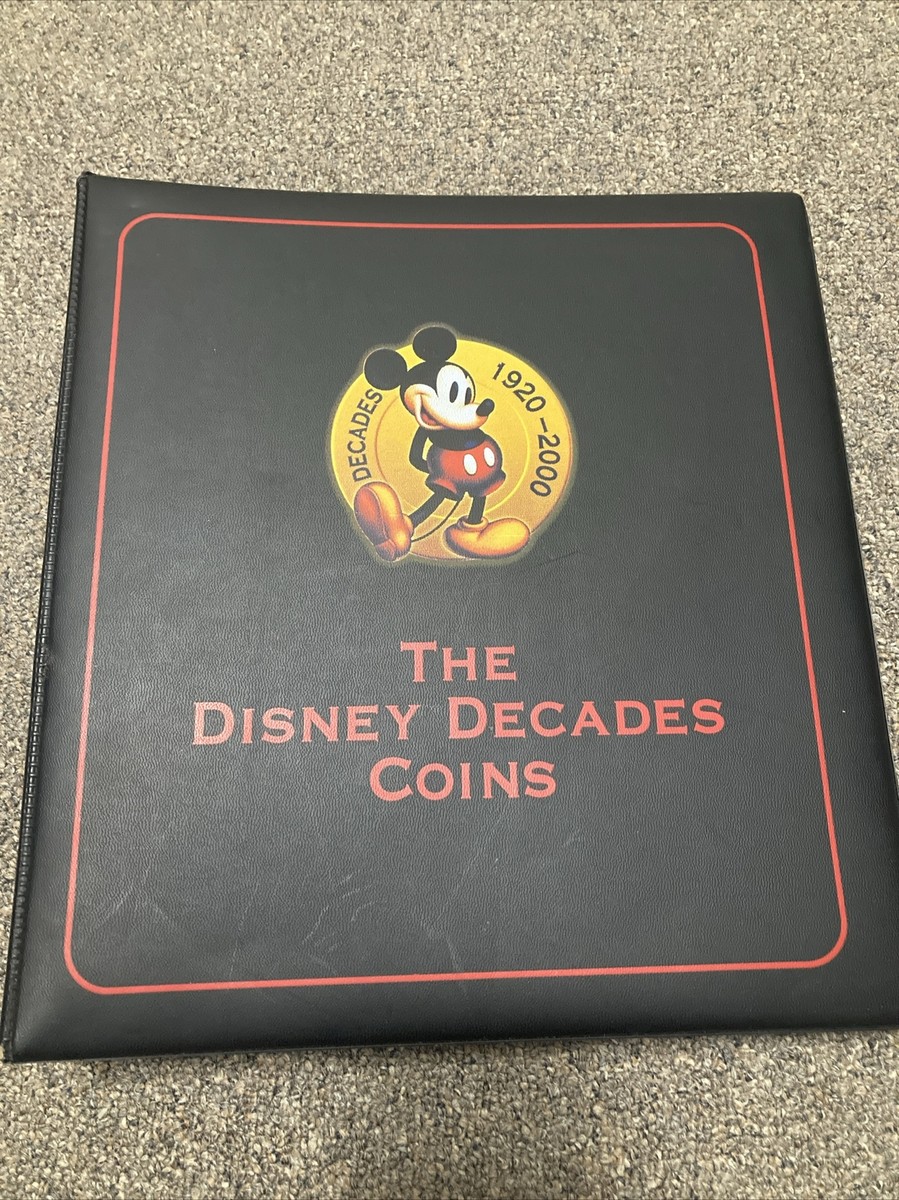 DECADES
1920-2000
THE
DISNEY DECADES
COINS